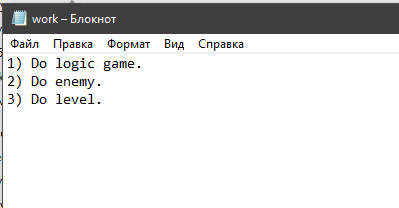 work – Блокнот
Файл Правка Формат Вид Справка
1) Do logic game.
2) Do enemy.
3) Do level.